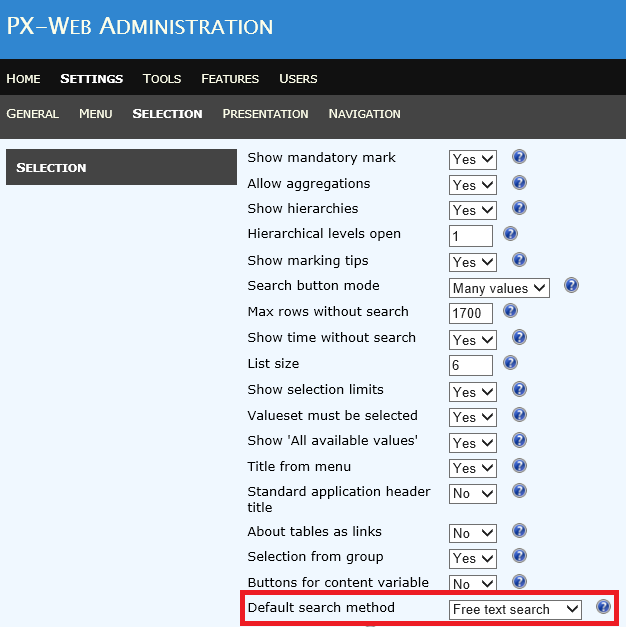 PX-WEB ADMINISTRATION
HOME SETTINGS TOOLS FEATURES USERS
GENERAL MENU SELECTION PRESENTATION NAVIGATION
SELECTION
Show mandatory mark Yes ?
Allow aggregations Yes ?
Show hierarchies Yes ?
Hierarchical levels open 1 ?
Show marking tips Yes ?
Search button mode Many values ?
Max rows without search 1700 ?
Show time without search Yes ?
List size 6 ?
Show selection limits Yes ?
Valueset must be selected Yes ?
Show 'All available values' Yes ?
Title from menu Yes ?
Standard application header No ?
title
About tables as links No ?
Selection from group Yes ?
Buttons for content variable No ?
Default search method Free text search ?